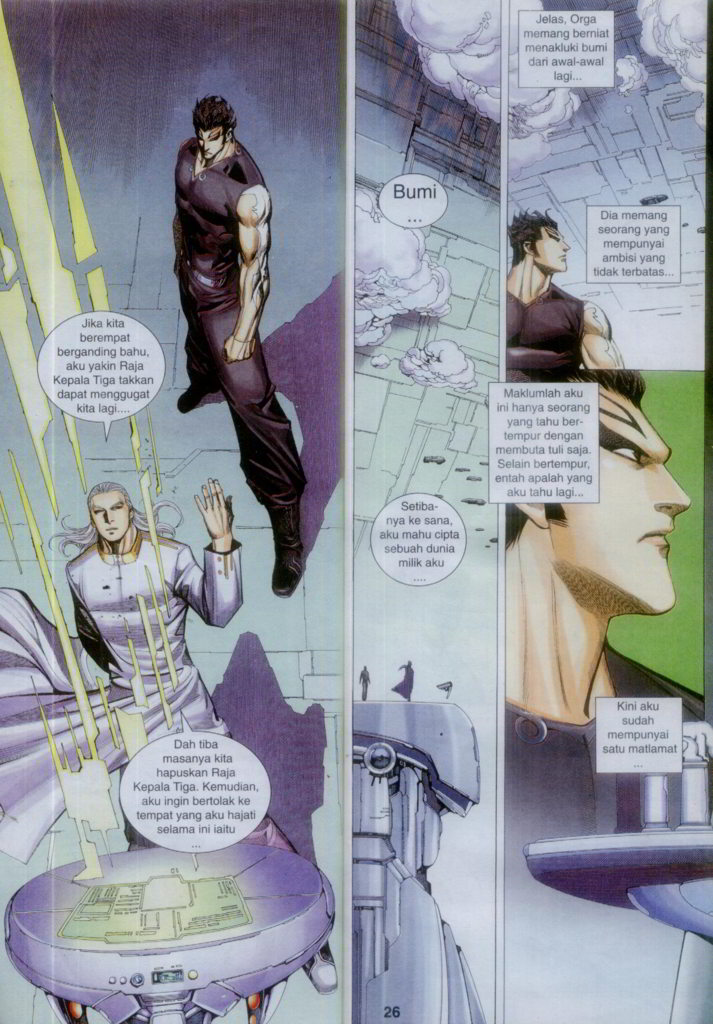 Jika kita
berempat
berganding bahu,
aku yakin Raja
Kepala Tiga takkan
dapat menggugat
kita lagi....
Dah tiba
masanya kita
hapuskan Raja
Kepala Tiga. Kemudian,
aku ingin bertolak ke
tempat yang aku hajati
selama ini iaitu
...
Bumi
...
Setiba-
nya ke sana,
aku mahu cipta
sebuah dunia
milik aku
....
Jelas, Orga
memang berniat
menakluki bumi
dari awal-awal
lagi...
Dia memang
seorang yang
mempunyai
ambisi yang
tidak terbatas...
Maklumlah aku
ini hanya seorang
yang tahu ber-
tempur dengan
membuta tuli saja.
Selain bertempur,
entah apalah yang
aku tahu lagi...
Kini aku
sudah
mempunyai
satu matlamat
...
26